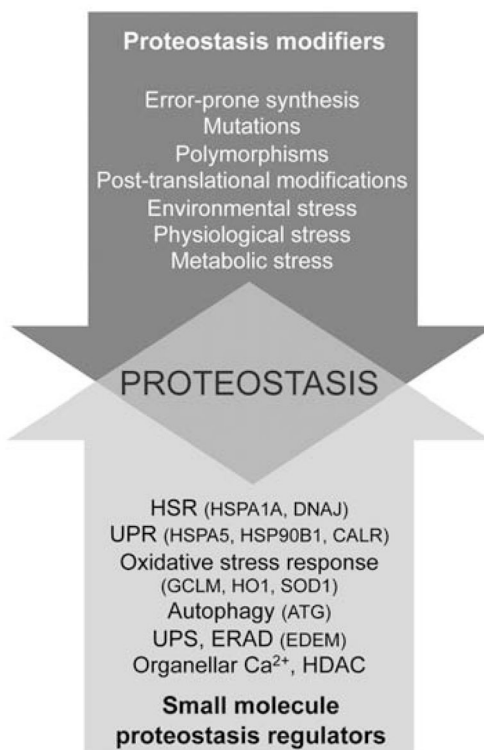 Proteostasis modifiers
Error-prone synthesis
Mutations
Polymorphisms
Post-translational modifications
Environmental stress
Physiological stress
Metabolic stress
PROTEOSTASIS
HSR (HSPA1A, DNAJ)
UPR (HSPA5, HSP90B1, CALR)
Oxidative stress response
(GCLM, HO1, SOD1)
Autophagy (ATG)
UPS, ERAD (EDEM)
Organellar Ca²⁺, HDAC
Small molecule
proteostasis regulators